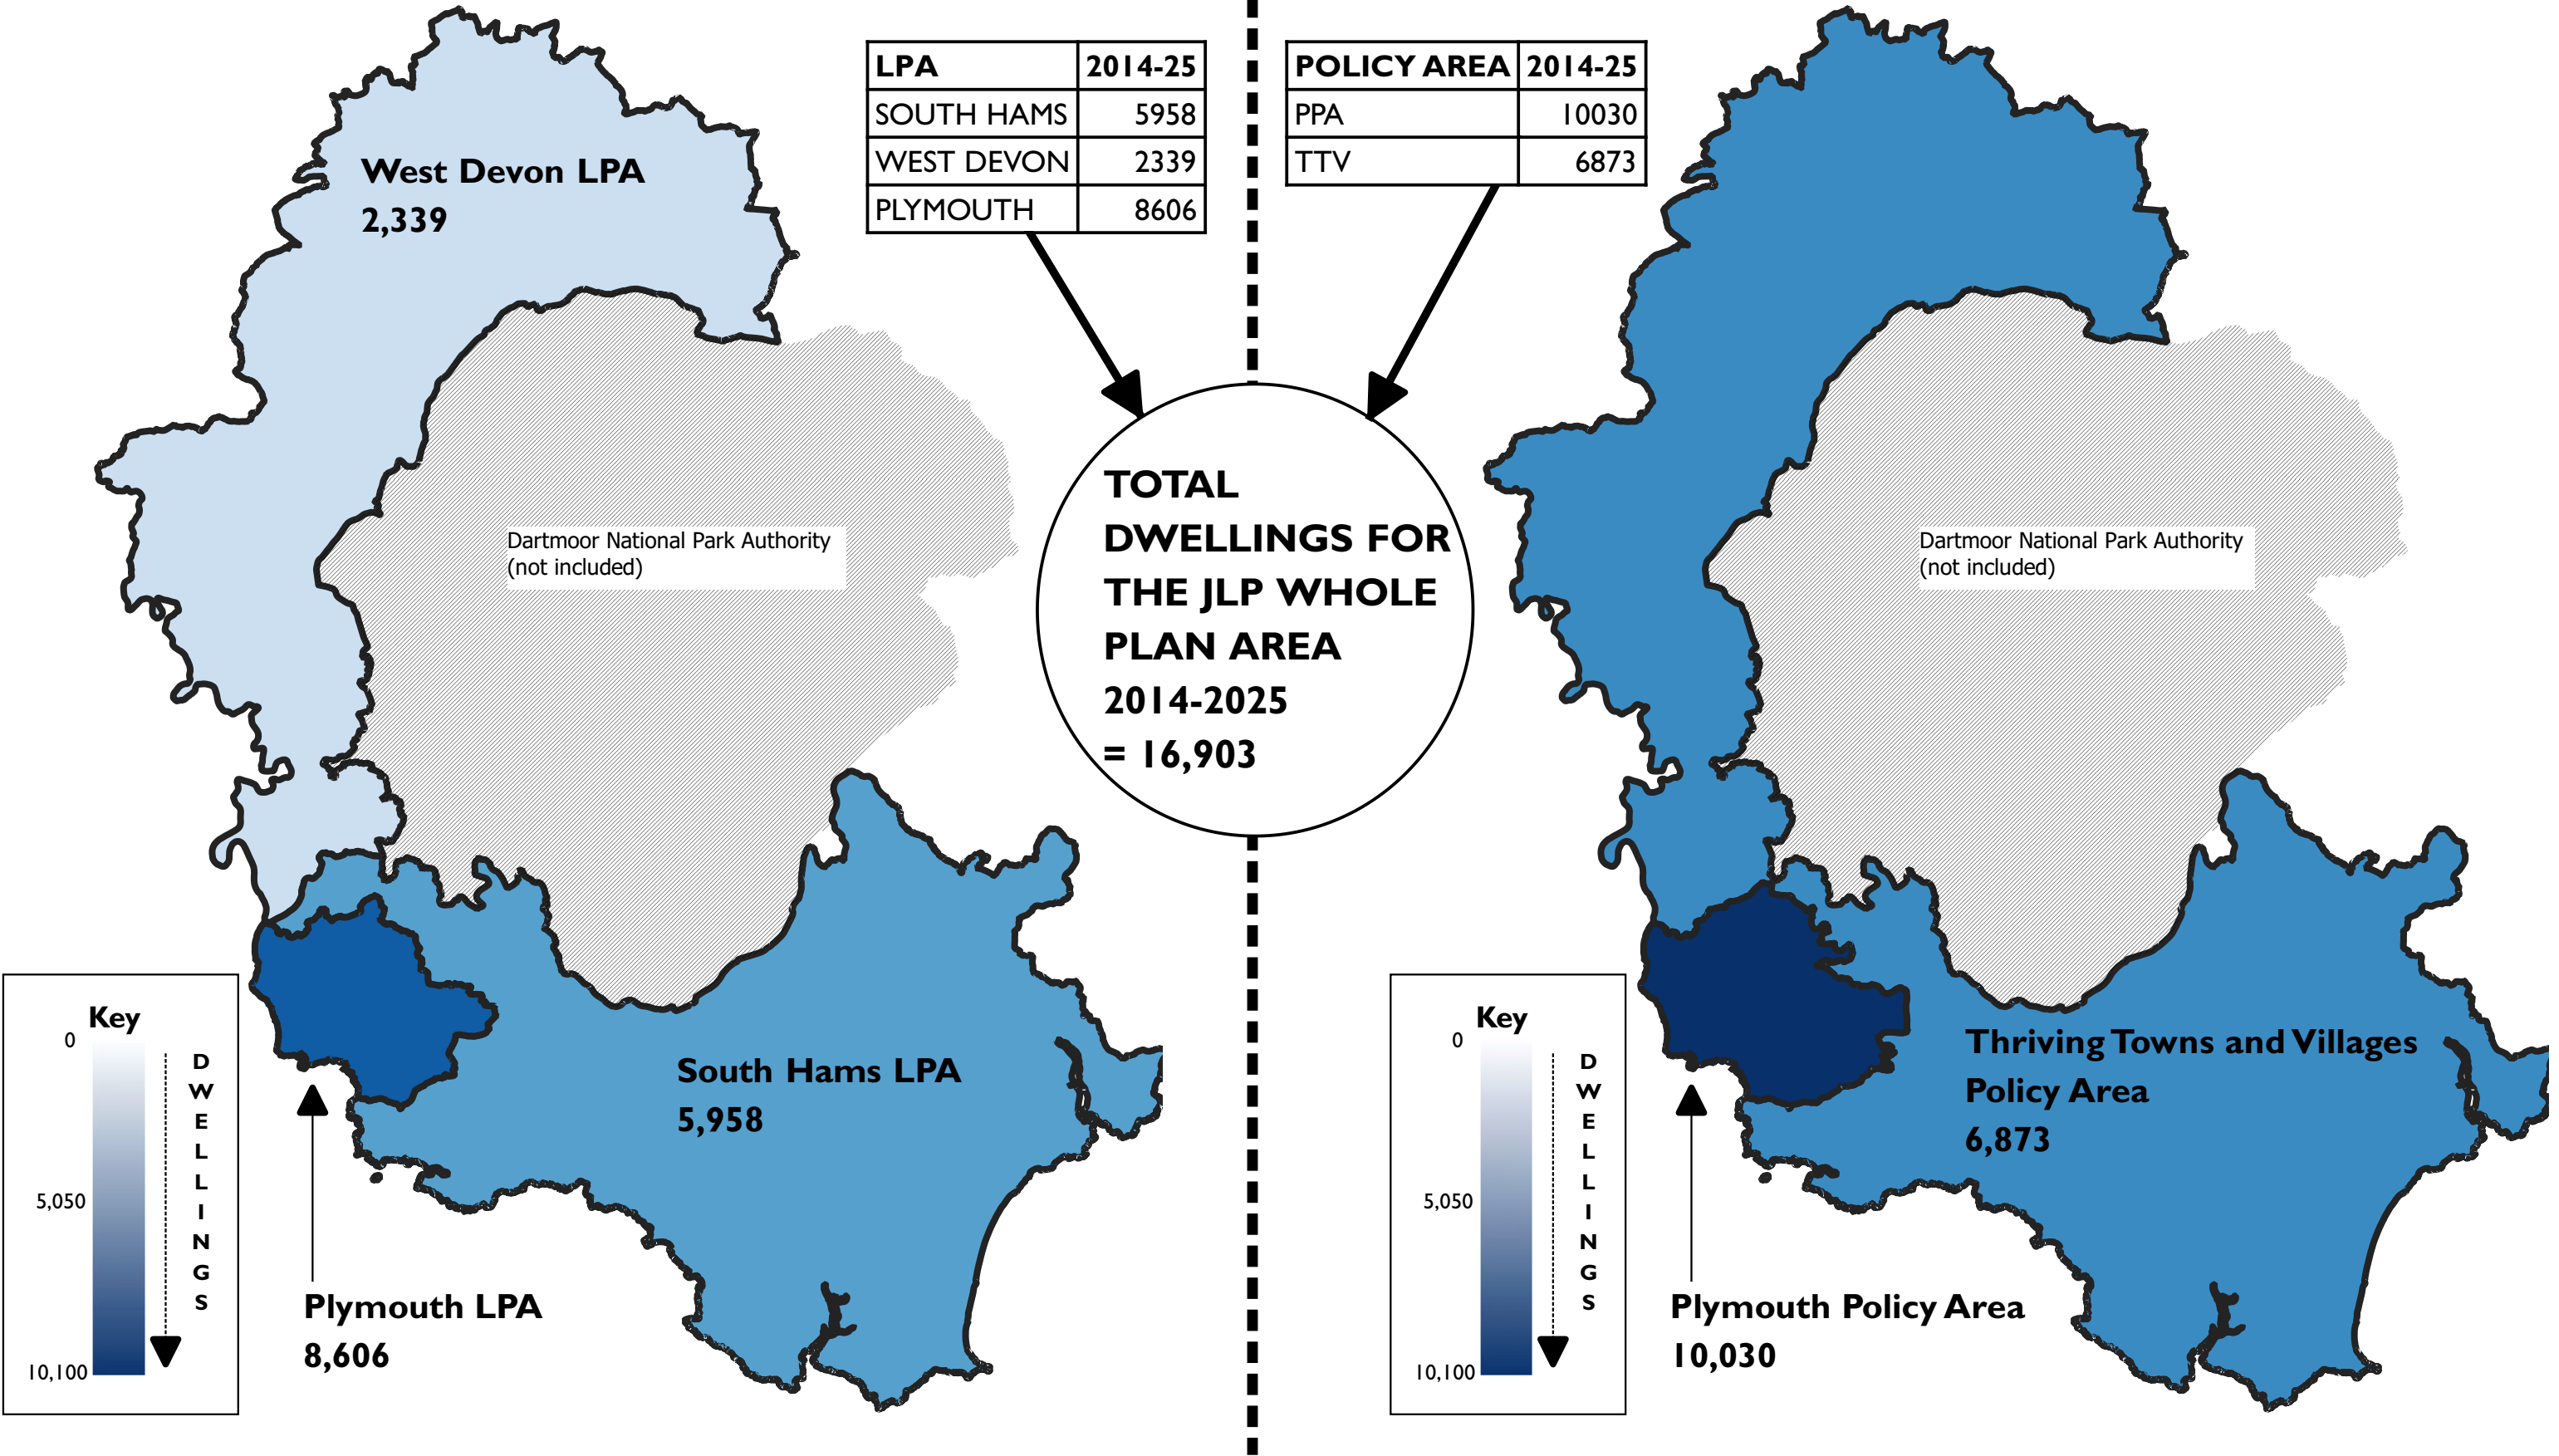 LPA 2014-25
SOUTH HAMS 5958
WEST DEVON 2339
PLYMOUTH 8606
POLICY AREA 2014-25
PPA 10030
TTV 6873
West Devon LPA
2,339
Dartmoor National Park Authority
(not included)
TOTAL
DWELLINGS FOR
THE JLP WHOLE
PLAN AREA
2014-2025
= 16,903
Dartmoor National Park Authority
(not included)
South Hams LPA
5,958
Plymouth LPA
8,606
Key
0
5,050
10,100
DWELLINGS
Thriving Towns and Villages
Policy Area
6,873
Plymouth Policy Area
10,030
Key
0
5,050
10,100
DWELLINGS